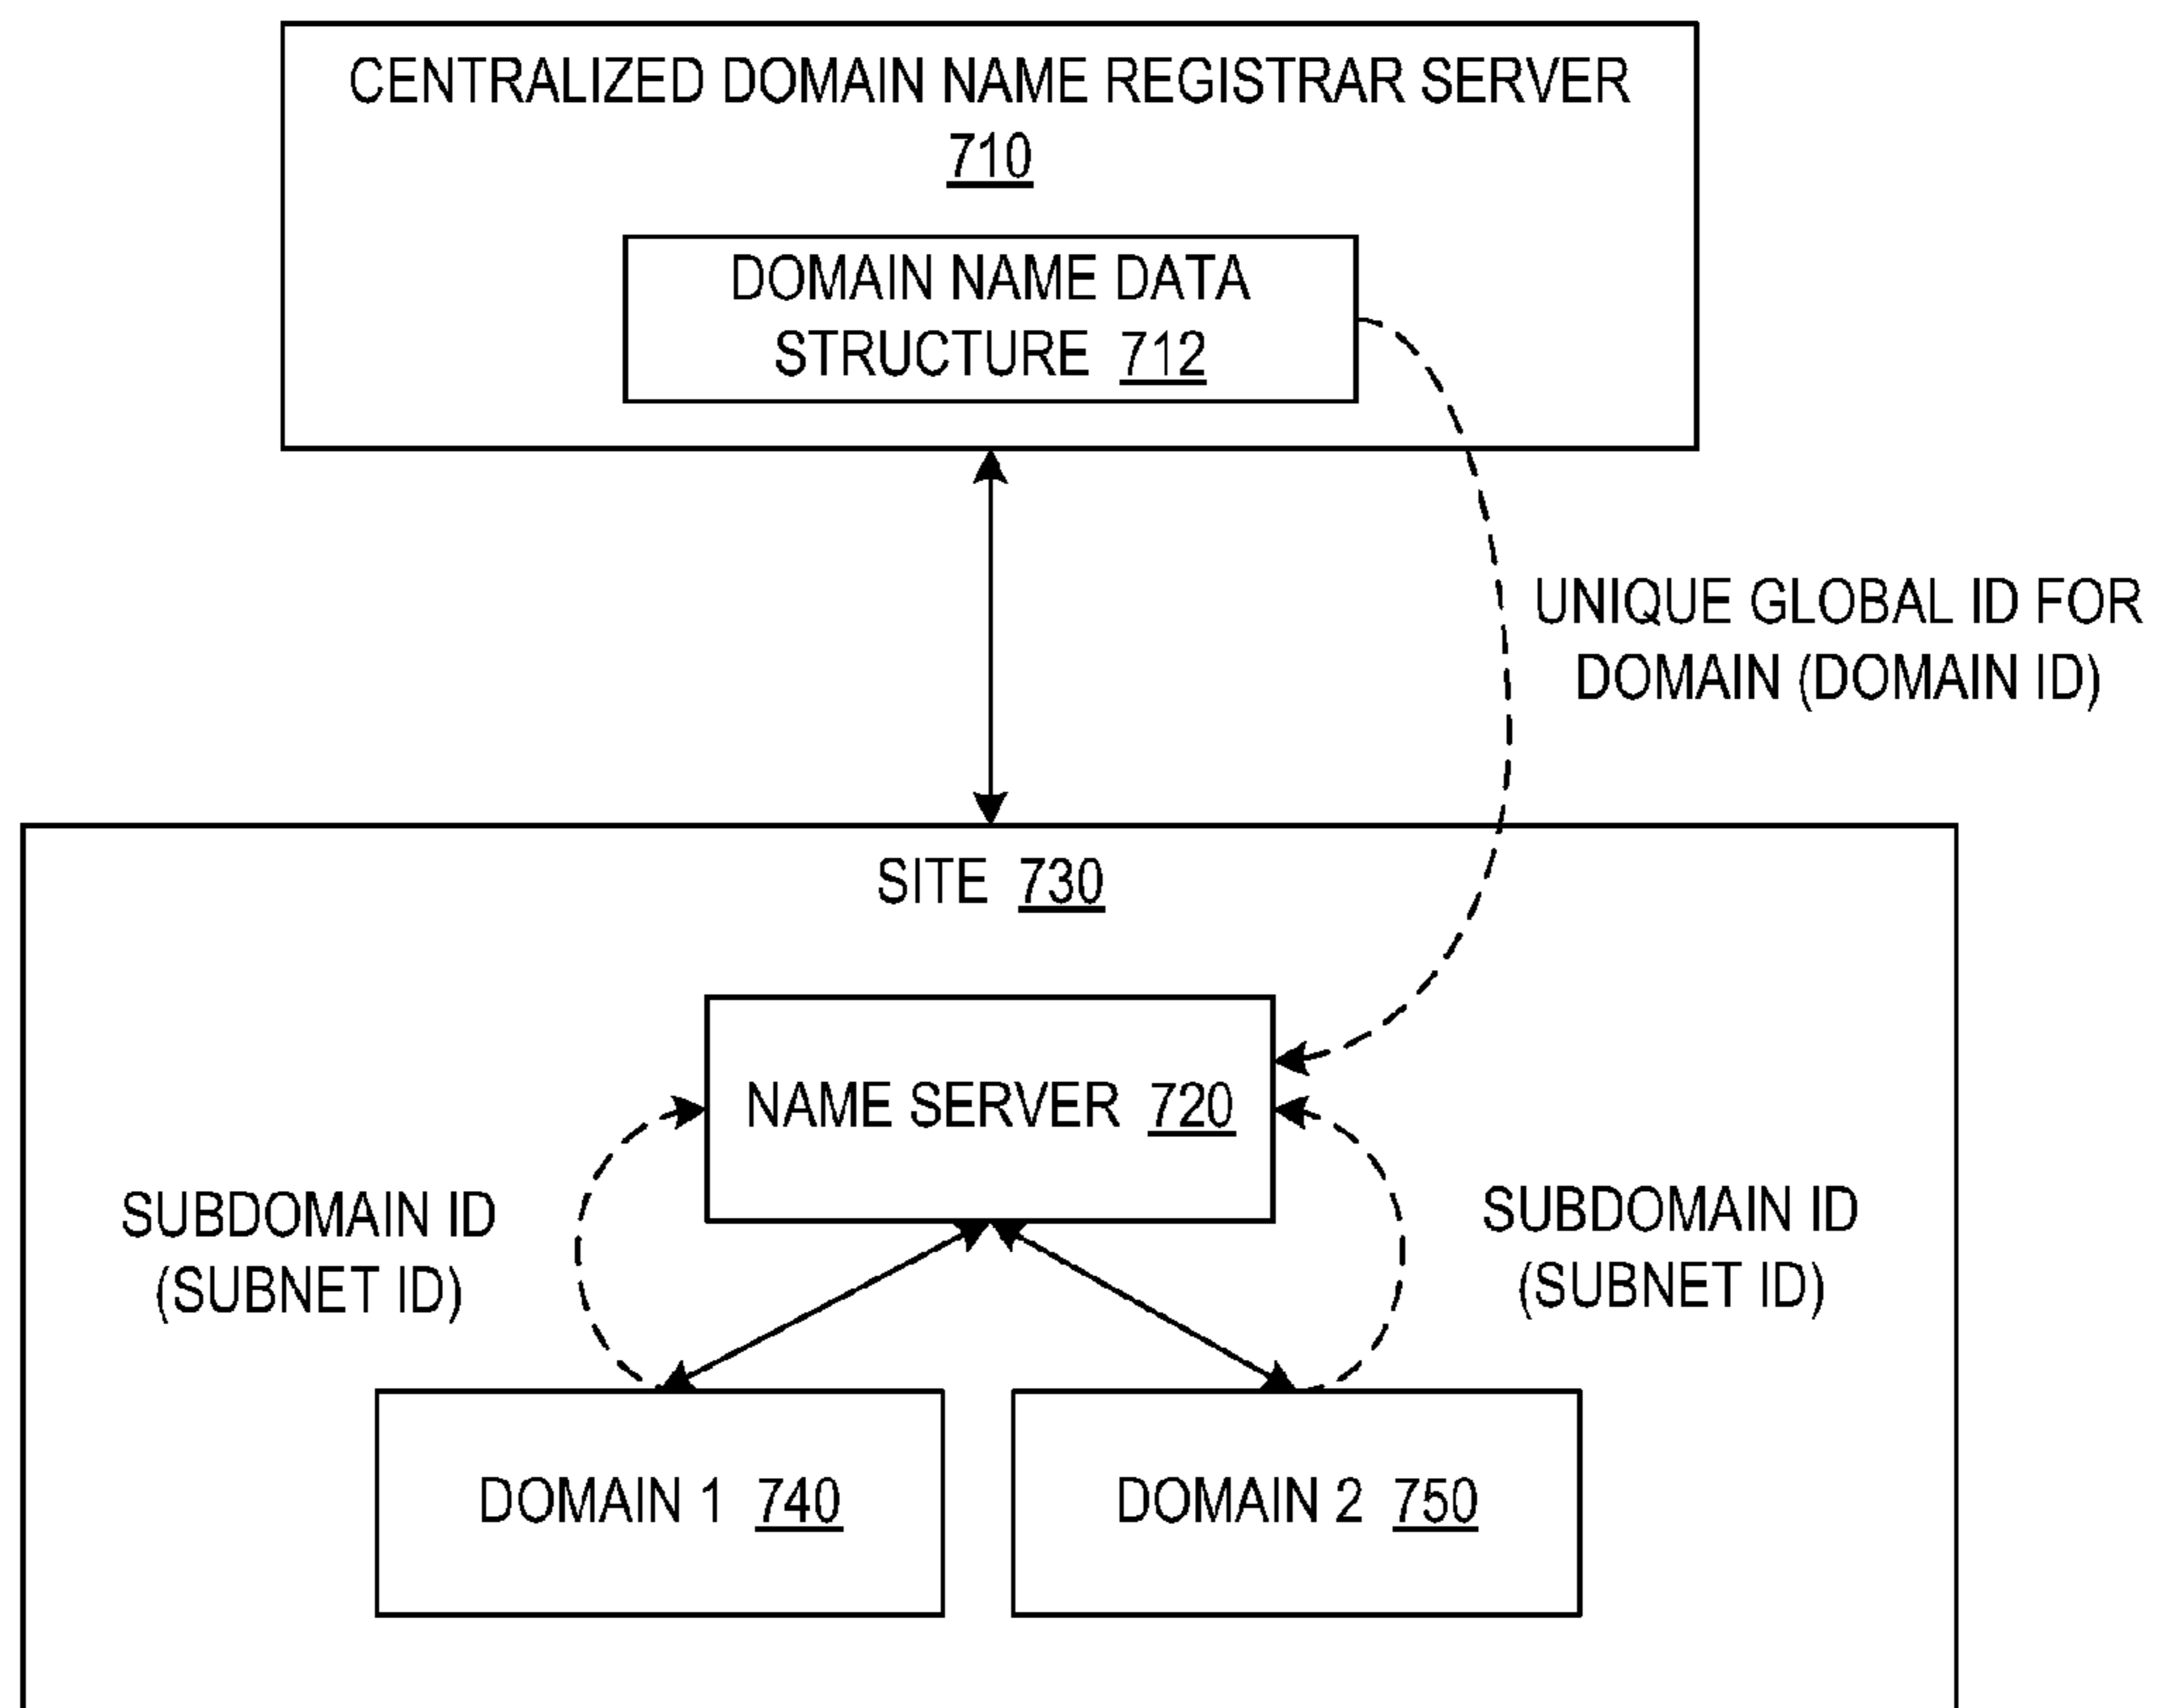 CENTRALIZED DOMAIN NAME REGISTRAR SERVER
710
DOMAIN NAME DATA
STRUCTURE 712
UNIQUE GLOBAL ID FOR
DOMAIN (DOMAIN ID)
SITE 730
NAME SERVER 720
SUBDOMAIN ID
(SUBNET ID)
SUBDOMAIN ID
(SUBNET ID)
DOMAIN 1 740
DOMAIN 2 750